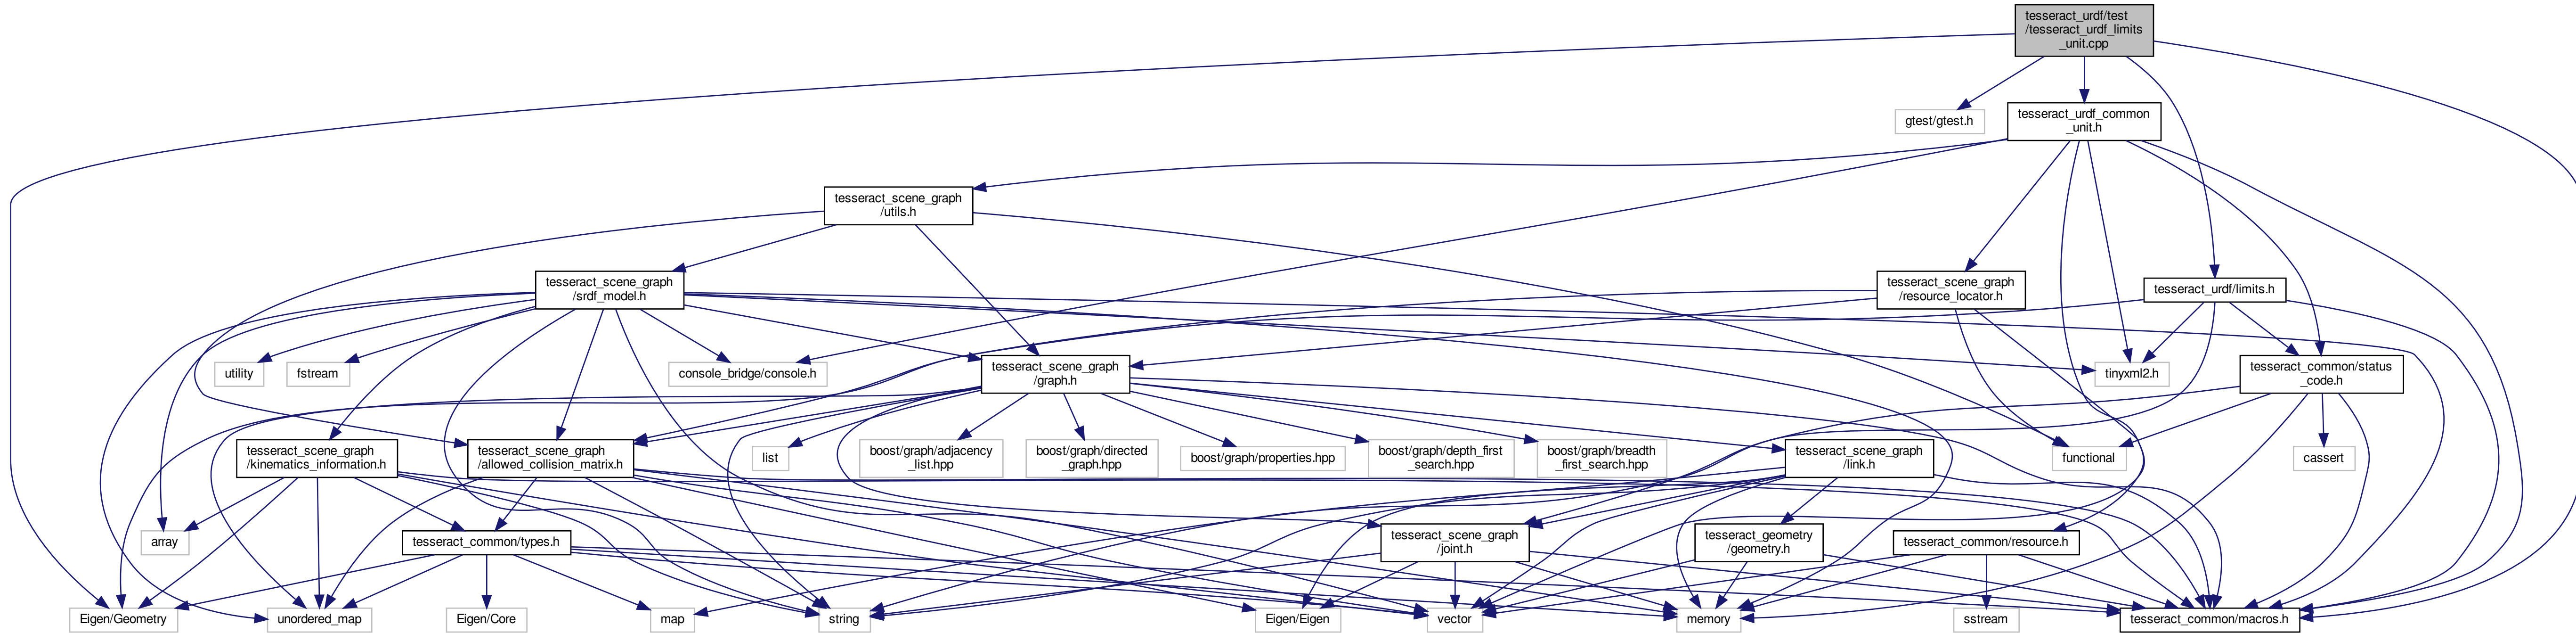 tesseract_urdf/test
/tesseract_urdf_limits
_unit.cpp
gtest/gtest.h
tesseract_urdf_common
_unit.h
tesseract_scene_graph
/utils.h
tesseract_scene_graph
/srdf_model.h
tesseract_scene_graph
/resource_locator.h
tesseract_urdf/limits.h
utility
fstream
console_bridge/console.h
tesseract_scene_graph
/graph.h
tinyxml2.h
tesseract_common/status
_code.h
tesseract_scene_graph
/kinematics_information.h
tesseract_scene_graph
/allowed_collision_matrix.h
list
boost/graph/adjacency
_list.hpp
boost/graph/directed
_graph.hpp
boost/graph/properties.hpp
boost/graph/depth_first
_search.hpp
boost/graph/breadth
_first_search.hpp
tesseract_scene_graph
/link.h
functional
cassert
array
tesseract_common/types.h
tesseract_scene_graph
/joint.h
tesseract_geometry
/geometry.h
tesseract_common/resource.h
Eigen/Geometry
unordered_map
Eigen/Core
map
string
Eigen/Eigen
vector
memory
sstream
tesseract_common/macros.h